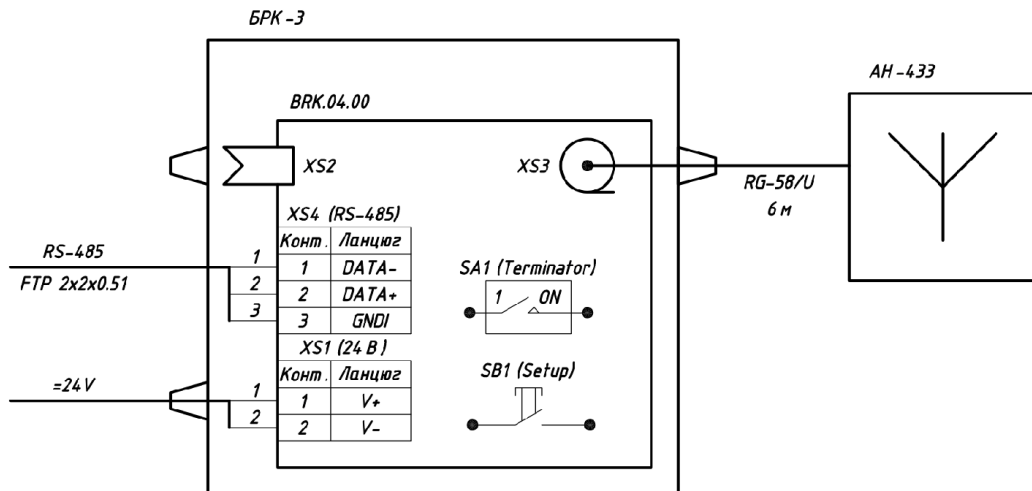 БРК-3
АН-433
BRK.04.00
XS2
XS3
RG-58/U
6 м
XS4 (RS-485)
Конт. Ланцюг
1 DATA-
2 DATA+
3 GNDI
RS-485
FTP 2x2x0.51
1
2
3
SA1 (Terminator)
1 ON
XS1 (24 В)
Конт. Ланцюг
1 V+
2 V-
=24V
1
2
SB1 (Setup)